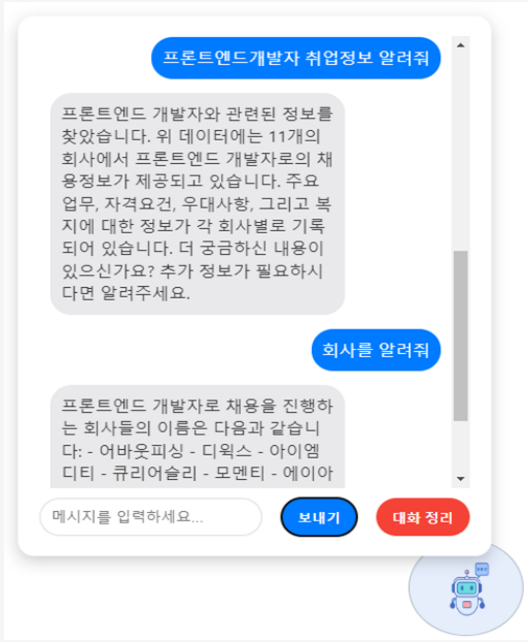 프론트엔드개발자 취업정보 알려줘
프론트엔드 개발자와 관련된 정보를
찾았습니다. 위 데이터에는 11개의
회사에서 프론트엔드 개발자로의 채
용정보가 제공되고 있습니다. 주요
업무, 자격요건, 우대사항, 그리고 복
지에 대한 정보가 각 회사별로 기록
되어 있습니다. 더 궁금하신 내용이
있으신가요? 추가 정보가 필요하시
다면 알려주세요.
회사를 알려줘
프론트엔드 개발자로 채용을 진행하
는 회사들의 이름은 다음과 같습니
다: - 어바웃피싱 - 디윅스 - 아이엠
디티 - 큐리어슬리 - 모멘티 - 에이아
메시지를 입력하세요...
보내기
대화 정리